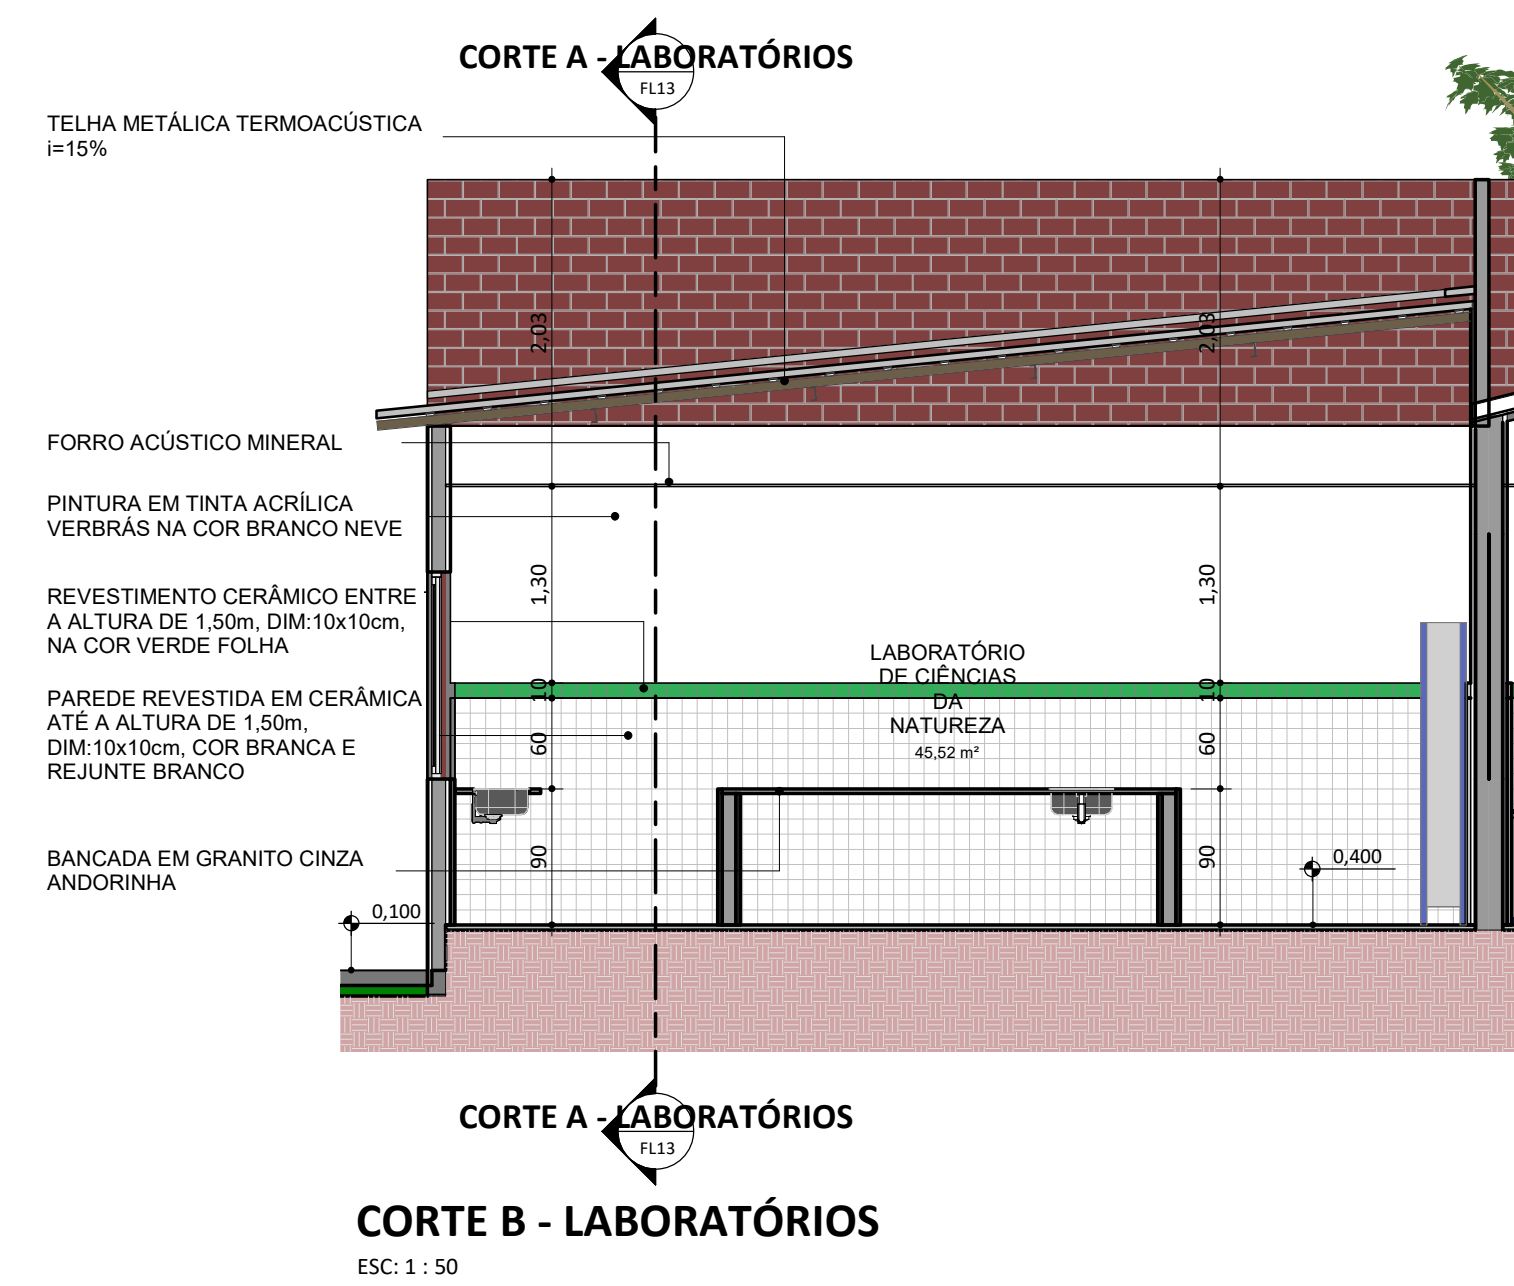 CORTE A - LABORATÓRIOS
FL13
TELHA METÁLICA TERMOACÚSTICA
i=15%
2,03
2,03
FORRO ACÚSTICO MINERAL
PINTURA EM TINTA ACRÍLICA
VERBRÁS NA COR BRANCO NEVE
1,30
1,30
REVESTIMENTO CERÂMICO ENTRE
A ALTURA DE 1,50m, DIM:10x10cm,
NA COR VERDE FOLHA
LABORATÓRIO
DE CIÊNCIAS
DA
NATUREZA
45,52 m²
10
10
PAREDE REVESTIDA EM CERÂMICA
ATÉ A ALTURA DE 1,50m,
DIM:10x10cm, COR BRANCA E
REJUNTE BRANCO
60
60
BANCADA EM GRANITO CINZA
ANDORINHA
90
90
0,400
0,100
CORTE A - LABORATÓRIOS
FL13
CORTE B - LABORATÓRIOS
ESC: 1 : 50